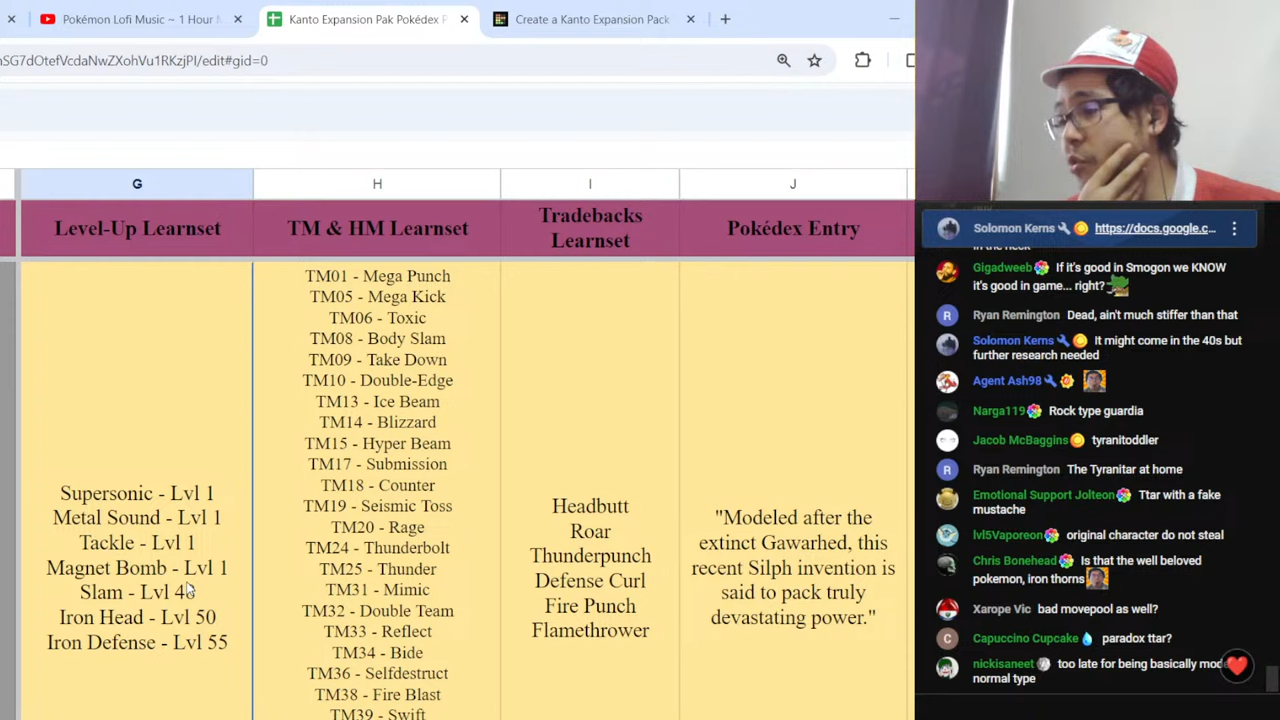 Pokémon Lofi Music ~ 1 Hour
Kanto Expansion Pak Pokédex
Create a Kanto Expansion Pack
SG7dOtefVcdaNwZXohVu1RKzjPI/edit#gid=0
G
H
I
J
Level-Up Learnset
TM & HM Learnset
Tradebacks
Learnset
Pokédex Entry
Supersonic - Lvl 1
Metal Sound - Lvl 1
Tackle - Lvl 1
Magnet Bomb - Lvl 1
Slam - Lvl
Iron Head - Lvl 50
Iron Defense - Lvl 55
TM01 - Mega Punch
TM05 - Mega Kick
TM06 - Toxic
TM08 - Body Slam
TM09 - Take Down
TM10 - Double-Edge
TM13 - Ice Beam
TM14 - Blizzard
TM15 - Hyper Beam
TM17 - Submission
TM18 - Counter
TM19 - Seismic Toss
TM20 - Rage
TM24 - Thunderbolt
TM25 - Thunder
TM31 - Mimic
TM32 - Double Team
TM33 - Reflect
TM34 - Bide
TM36 - Selfdestruct
TM38 - Fire Blast
TM39 - Swift
Headbutt
Roar
Thunderpunch
Defense Curl
Fire Punch
Flamethrower
"Modeled after the
extinct Gawarhed, this
recent Silph invention is
said to pack truly
devastating power."
Solomon Kerns https://docs.google.c...
in the neck
Gigadweeb If it's good in Smogon we KNOW
it's good in game... right?
R Ryan Remington Dead, ain't much stiffer than that
Solomon Kerns It might come in the 40s but
further research needed
Agent Ash98
Narga119 Rock type guardia
Jacob McBaggins tyranitoddler
R Ryan Remington The Tyranitar at home
Emotional Support Jolteon Ttar with a fake
mustache
lvl5Vaporeon original character do not steal
Chris Bonehead Is that the well beloved
pokemon, iron thorns
Xarope Vic bad movepool as well?
C Capuccino Cupcake paradox ttar?
nickisaneet too late for being basically
normal type